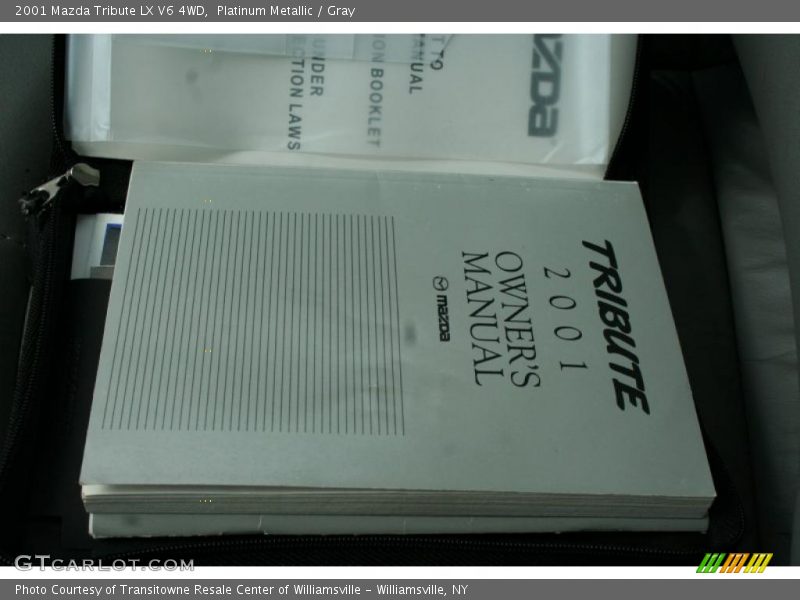 2001 Mazda Tribute LX V6 4WD, Platinum Metallic / Gray
T TO
ANUAL
ION BOOKLET
UNDER
ECTION LAWS
TRIBUTE
2001
OWNER'S
MANUAL
mazda
GTCARLOT.COM
Photo Courtesy of Transitowne Resale Center of Williamsville – Williamsville, NY